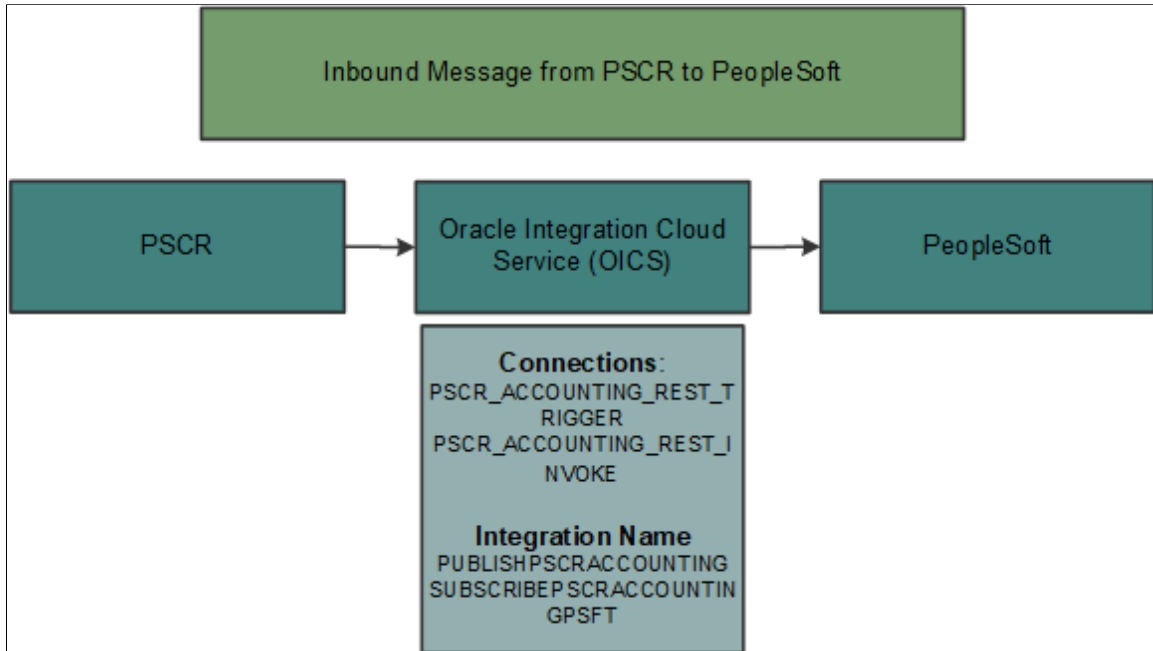 Inbound Message from PSCR to PeopleSoft
PSCR
Oracle Integration Cloud
Service (OICS)
PeopleSoft
Connections:
PSCR_ACCOUNTING_REST_T
RIGGER
PSCR_ACCOUNTING_REST_I
NVOKE
Integration Name
PUBLISHPSCRACCOUNTING
SUBSCRIBEPSCRACCOUNTIN
GPSFT